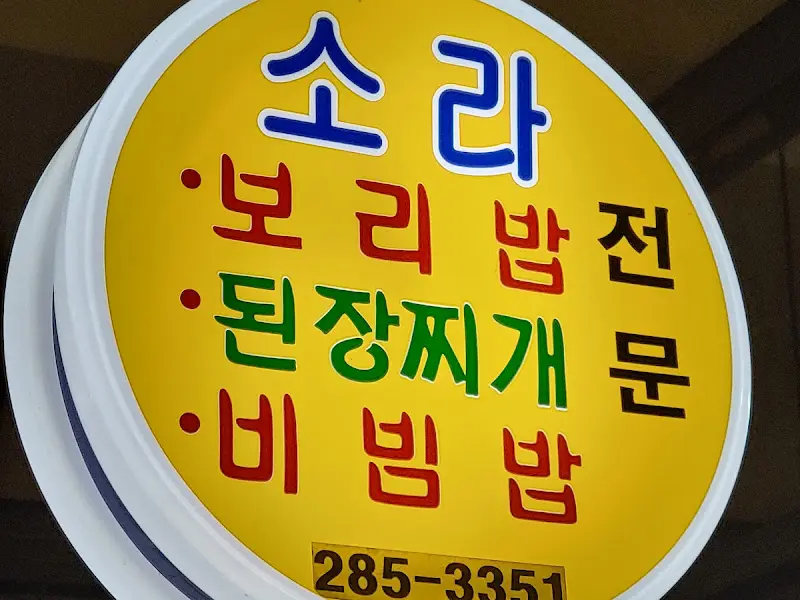 소라
·보리밥
·된장찌개
·비빔밥
전문
285-3351